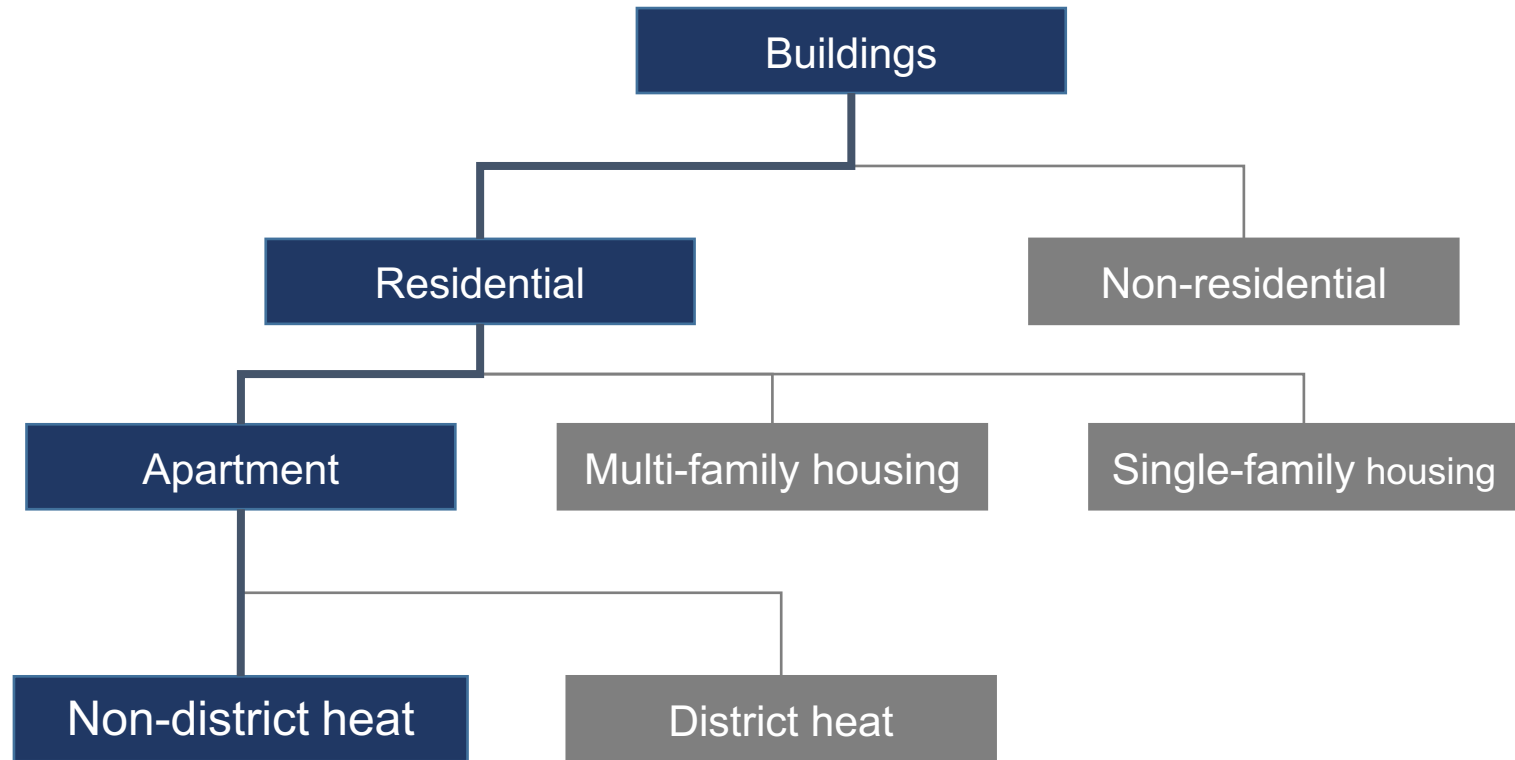 Buildings
Residential
Non-residential
Apartment
Multi-family housing
Single-family housing
Non-district heat
District heat